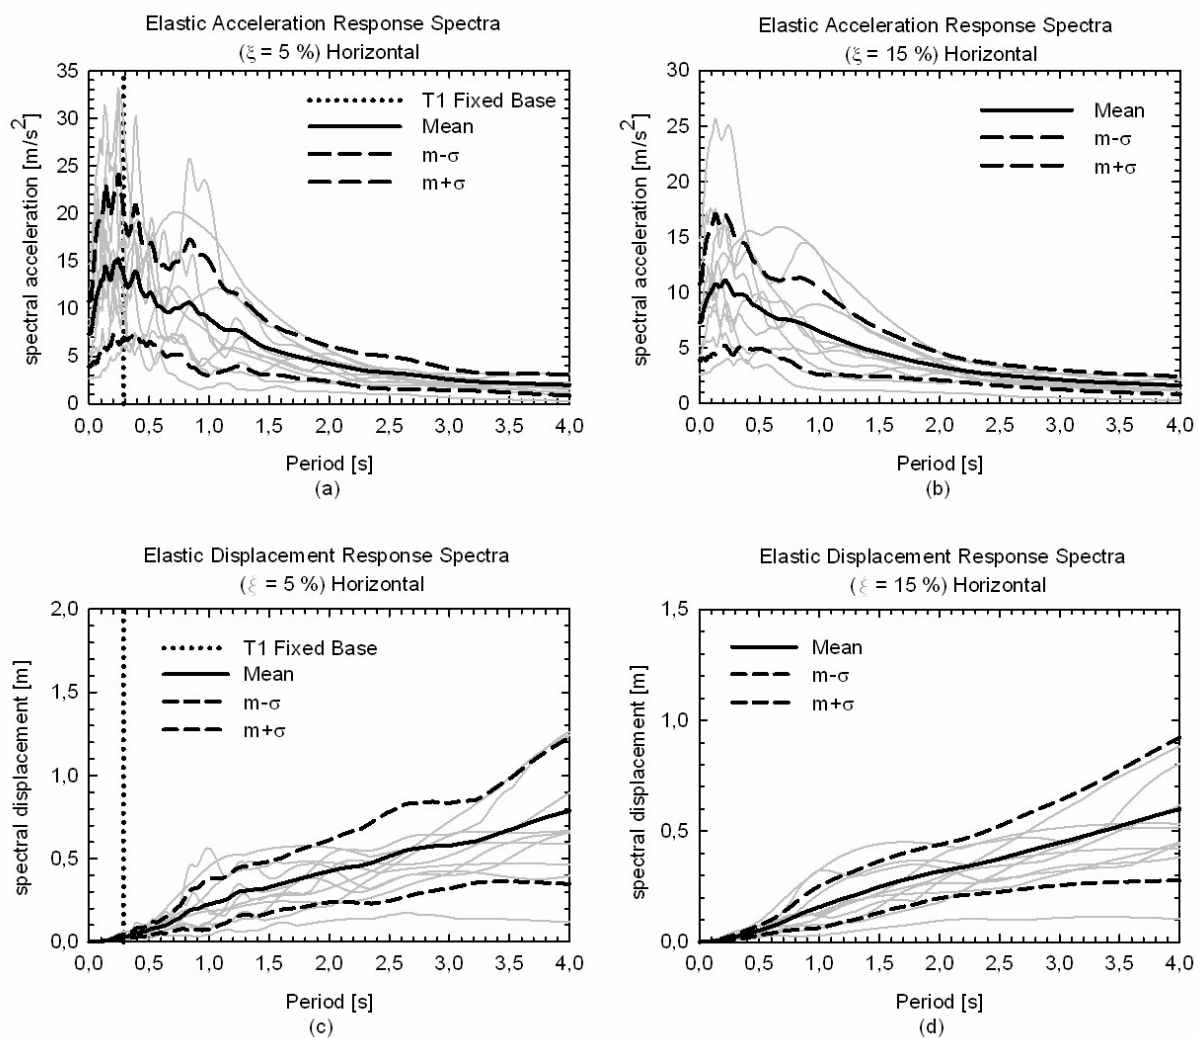 Elastic Acceleration Response Spectra
(ξ = 5 %) Horizontal
35
30
25
20
15
10
5
0
spectral acceleration [m/s²]
T1 Fixed Base
Mean
m-σ
m+σ
0,0 0,5 1,0 1,5 2,0 2,5 3,0 3,5 4,0
Period [s]
(a)
Elastic Acceleration Response Spectra
(ξ = 15 %) Horizontal
30
25
20
15
10
5
0
spectral acceleration [m/s²]
Mean
m-σ
m+σ
0,0 0,5 1,0 1,5 2,0 2,5 3,0 3,5 4,0
Period [s]
(b)
Elastic Displacement Response Spectra
(ξ = 5 %) Horizontal
2,0
1,5
1,0
0,5
0,0
spectral displacement [m]
T1 Fixed Base
Mean
m-σ
m+σ
0,0 0,5 1,0 1,5 2,0 2,5 3,0 3,5 4,0
Period [s]
(c)
Elastic Displacement Response Spectra
(ξ = 15 %) Horizontal
1,5
1,0
0,5
0,0
spectral displacement [m]
Mean
m-σ
m+σ
0,0 0,5 1,0 1,5 2,0 2,5 3,0 3,5 4,0
Period [s]
(d)